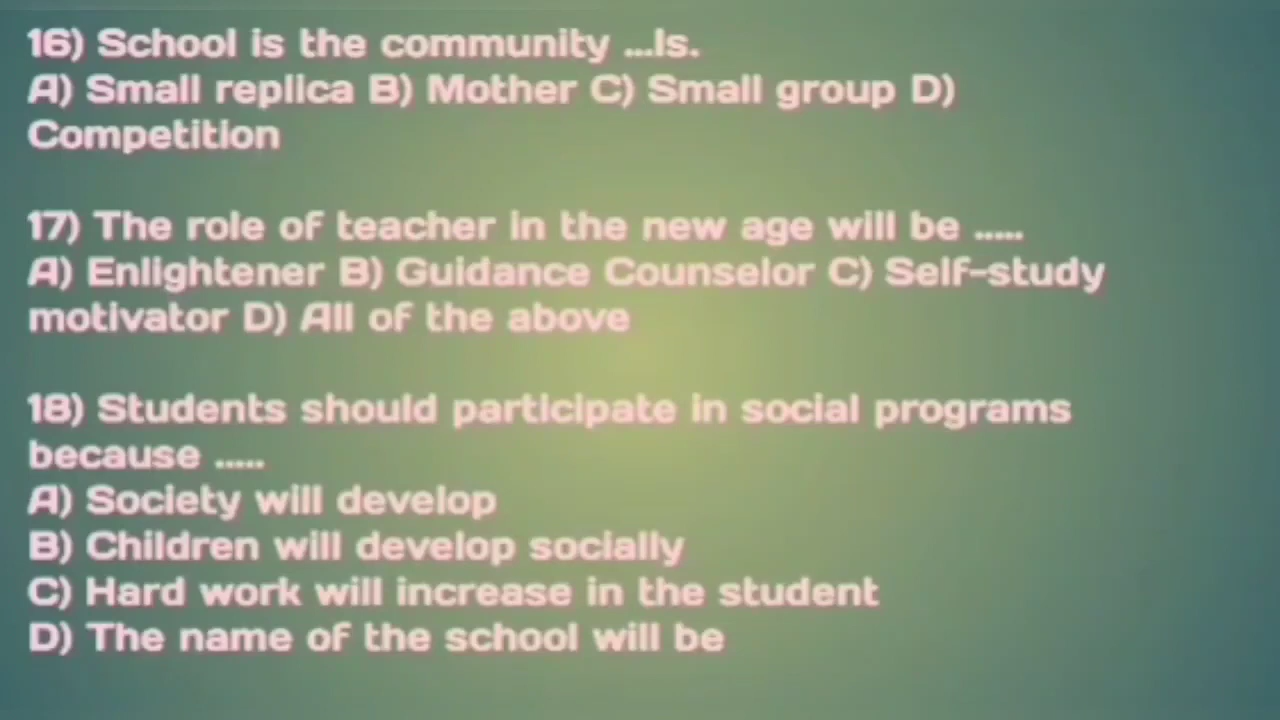 16) School is the community ...Is.
A) Small replica B) Mother C) Small group D)
Competition
17) The role of teacher in the new age will be .....
A) Enlightener B) Guidance Counselor C) Self-study
motivator D) All of the above
18) Students should participate in social programs
because .....
A) Society will develop
B) Children will develop socially
C) Hard work will increase in the student
D) The name of the school will be